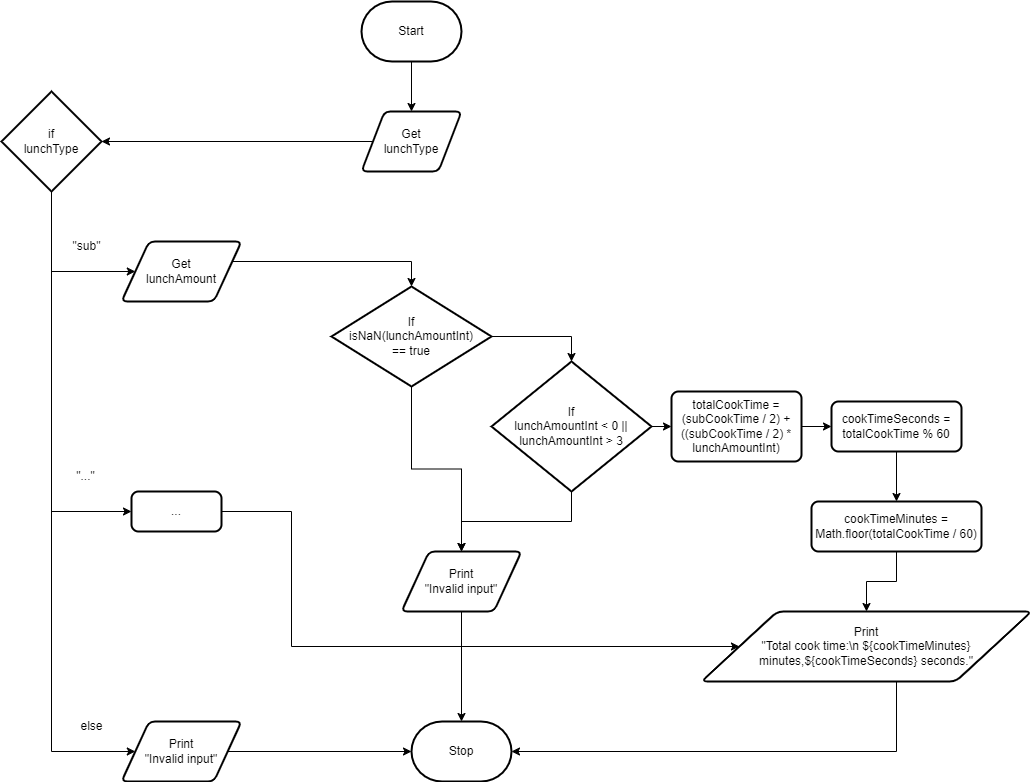 Start
Get
lunchType
if
lunchType
"sub"
Get
lunchAmount
If
isNaN(lunchAmountInt)
== true
If
lunchAmountInt < 0 ||
lunchAmountInt > 3
totalCookTime =
(subCookTime / 2) +
((subCookTime / 2) *
lunchAmountInt)
cookTimeSeconds =
totalCookTime % 60
"..."
...
cookTimeMinutes =
Math.floor(totalCookTime / 60)
Print
"Invalid input"
Print
"Total cook time:\n ${cookTimeMinutes}
minutes,${cookTimeSeconds} seconds."
else
Print
"Invalid input"
Stop